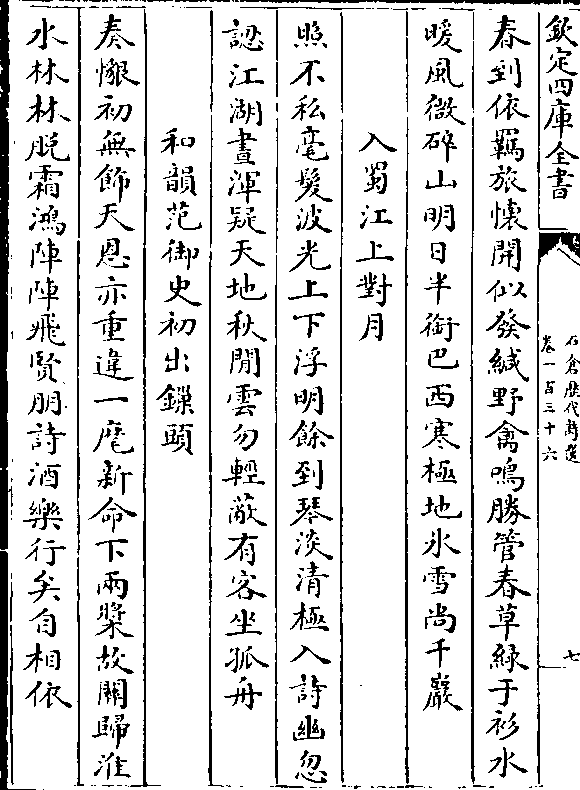 欽定四庫全書
石倉歷代詩選
卷一百三十六
七
春到依羈旅懷開似發緘野禽鳴勝管春草緑于衫水
暖風微碎山明日半銜巴西寒極地氷雪尚千巖
入蜀江上對月
照不私毫髮波光上下浮明餘到琴淡清極入詩幽忽
認江湖晝渾疑天地秋閒雲勿輕蔽有客坐孤舟
和韻范御史初出鏁頭
奏懶初無飾天恩亦重違一麾新命下兩槳故關歸淮
水林林脫霜鴻陣陣飛賢朋詩酒樂行矣自相依